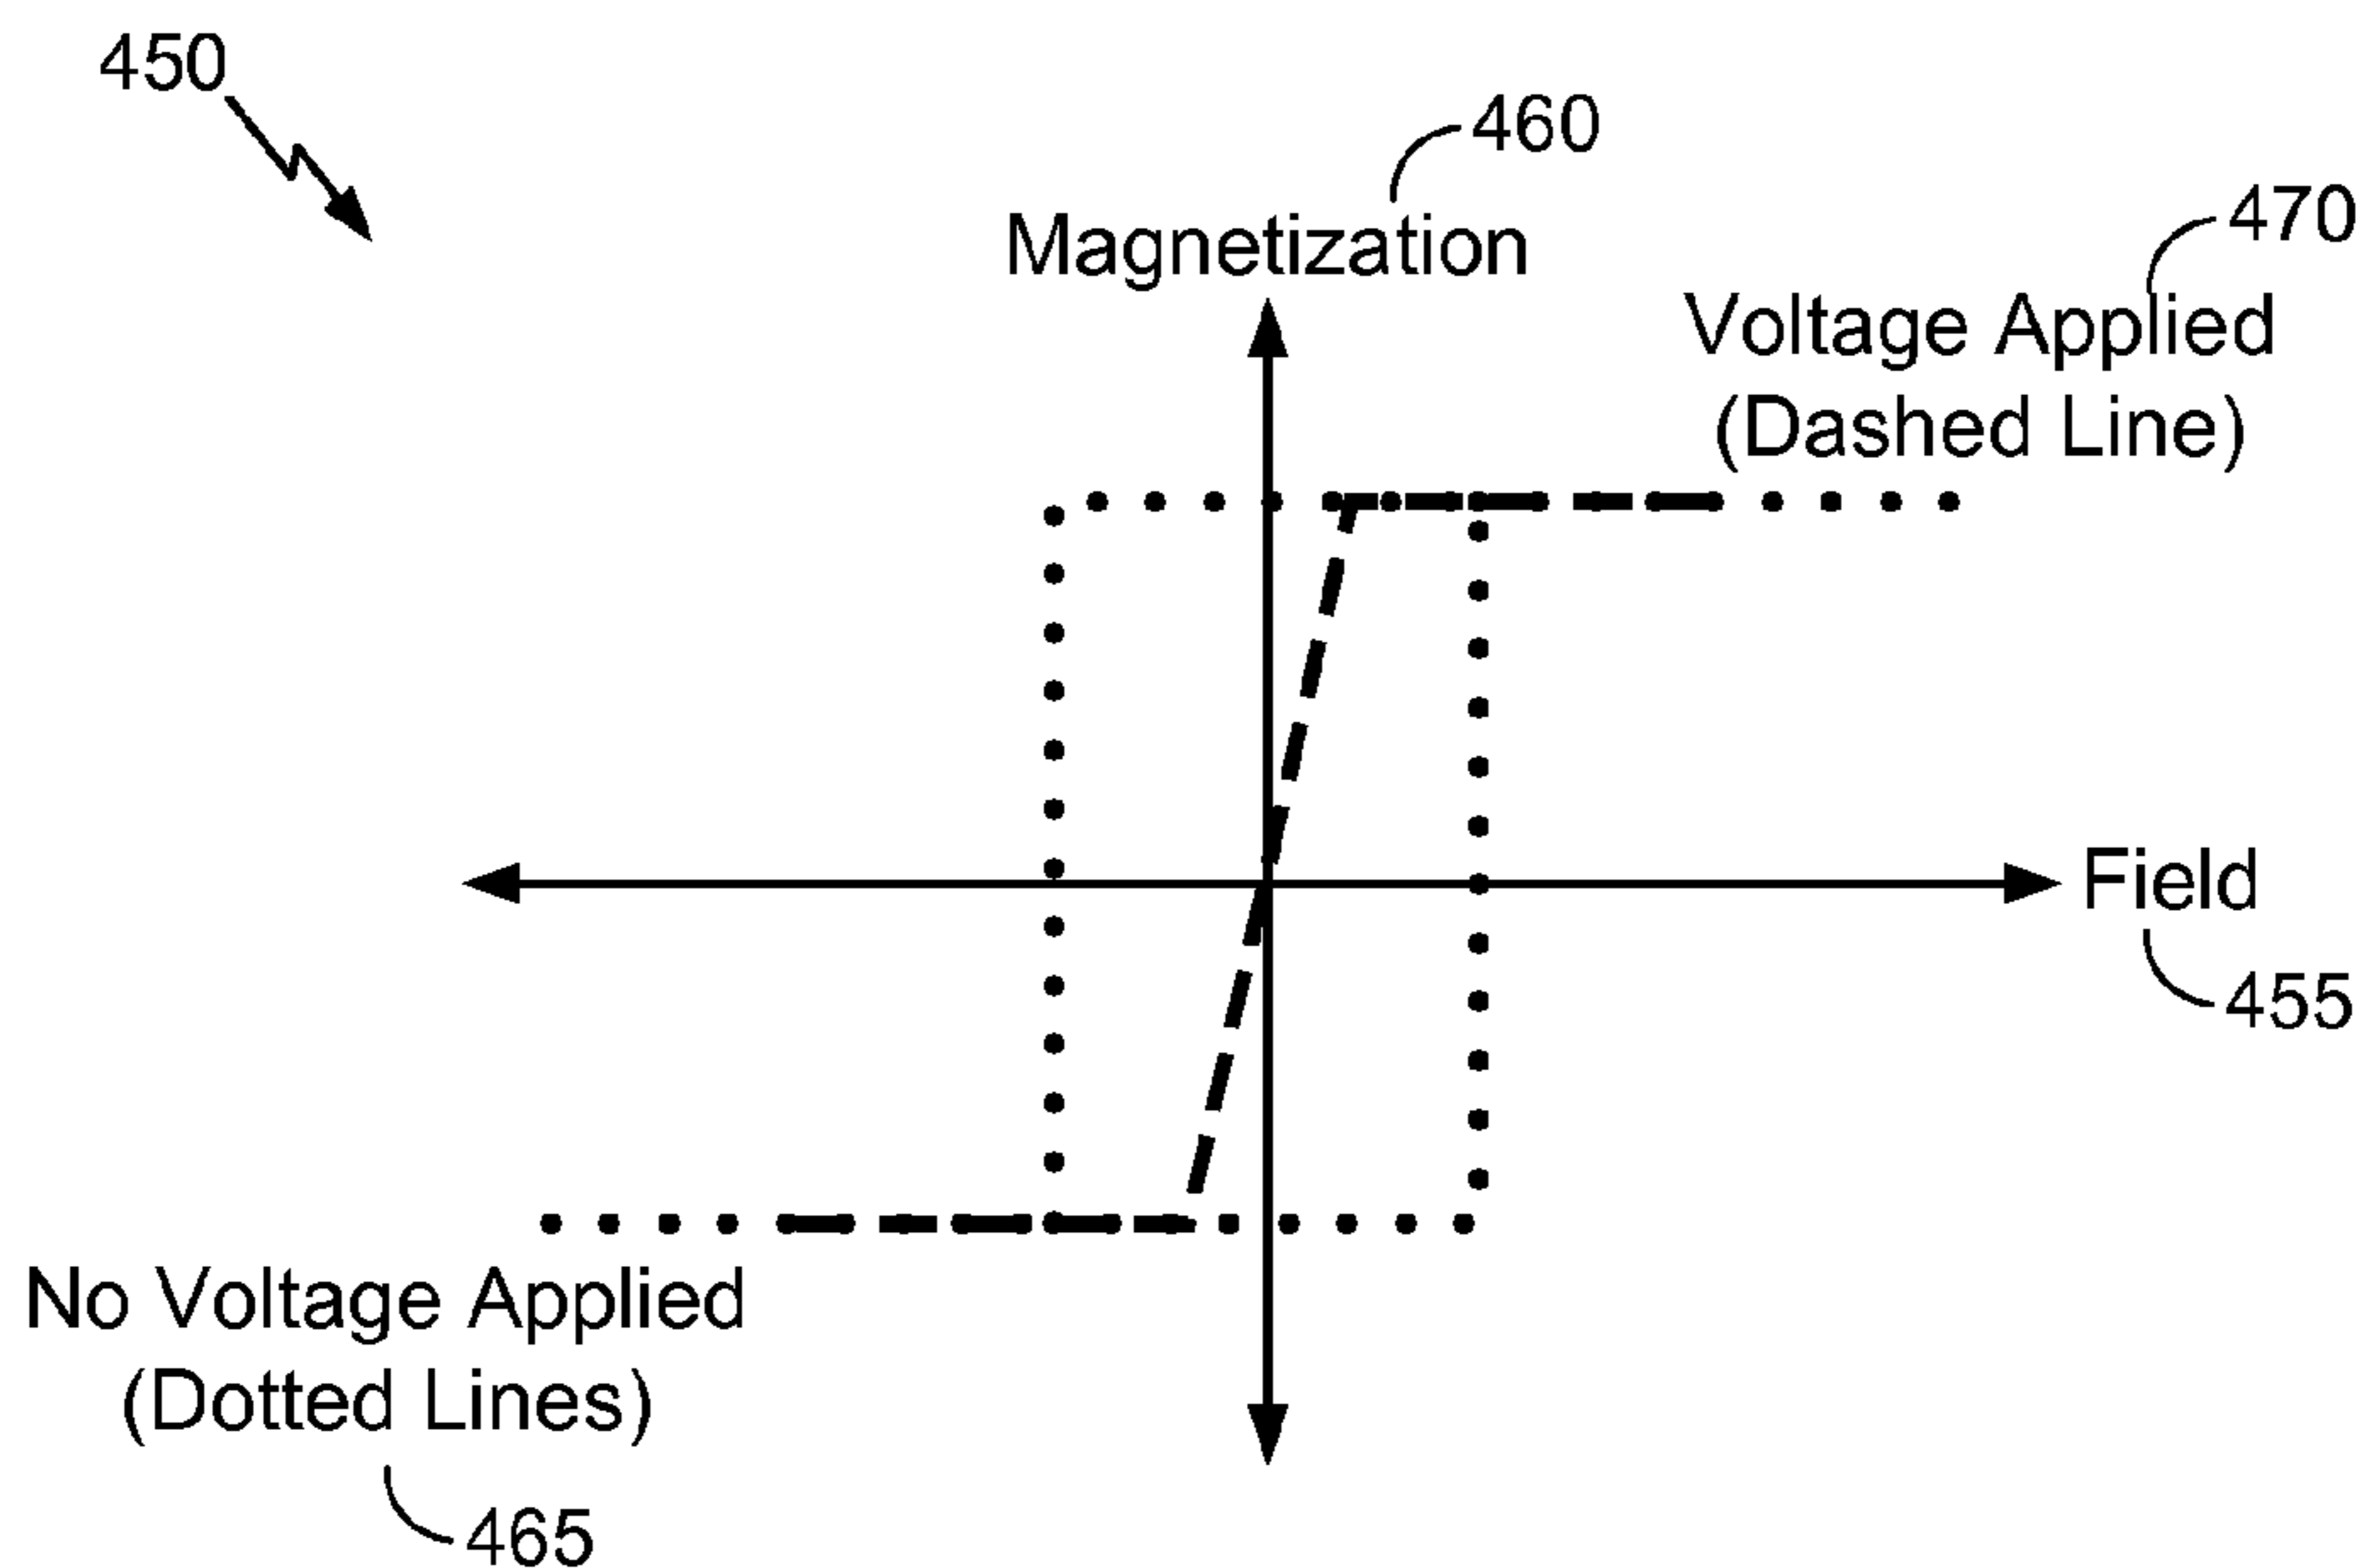 450
460
Magnetization
470
Voltage Applied
(Dashed Line)
Field
455
No Voltage Applied
(Dotted Lines)
465